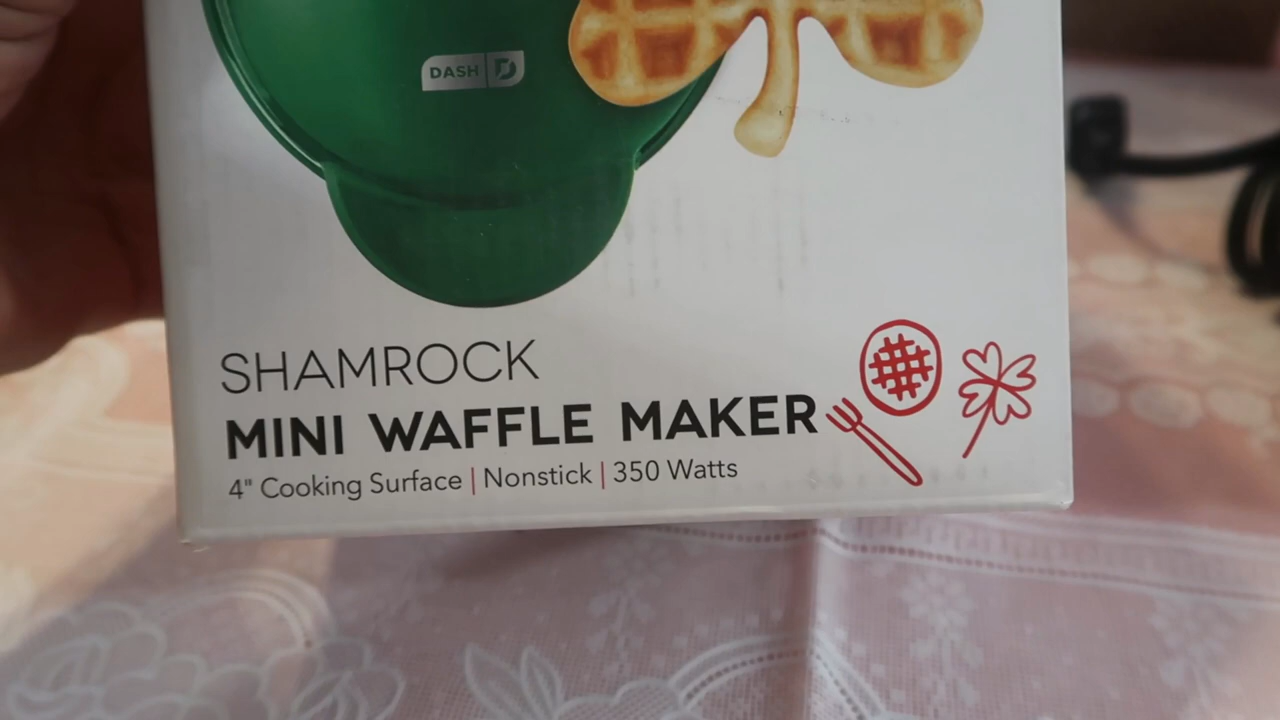 DASH
SHAMROCK
MINI WAFFLE MAKER
4" Cooking Surface | Nonstick | 350 Watts